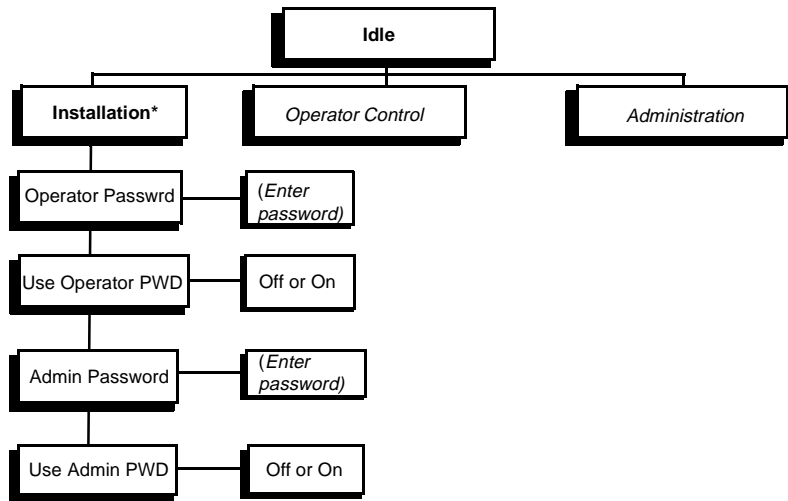 Idle
Installation*
Operator Control
Administration
Operator Passwrd
(Enter
password)
Use Operator PWD
Off or On
Admin Password
(Enter
password)
Use Admin PWD
Off or On